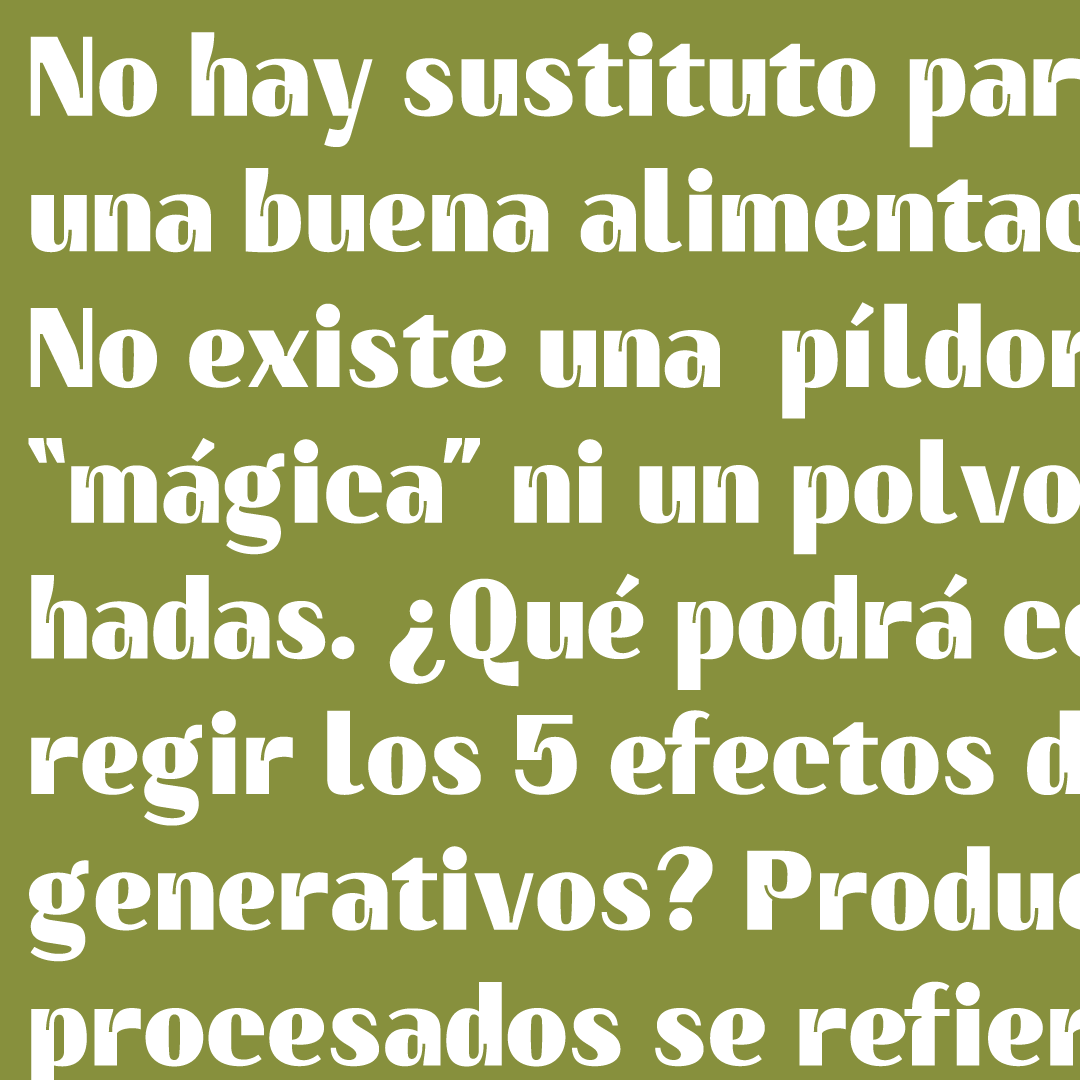 No hay sustituto par
una buena alimentac
No existe una  píldor
“mágica” ni un polvo
hadas. ¿Qué podrá co
regir los 5 efectos d
generativos? Produc
procesados se refier